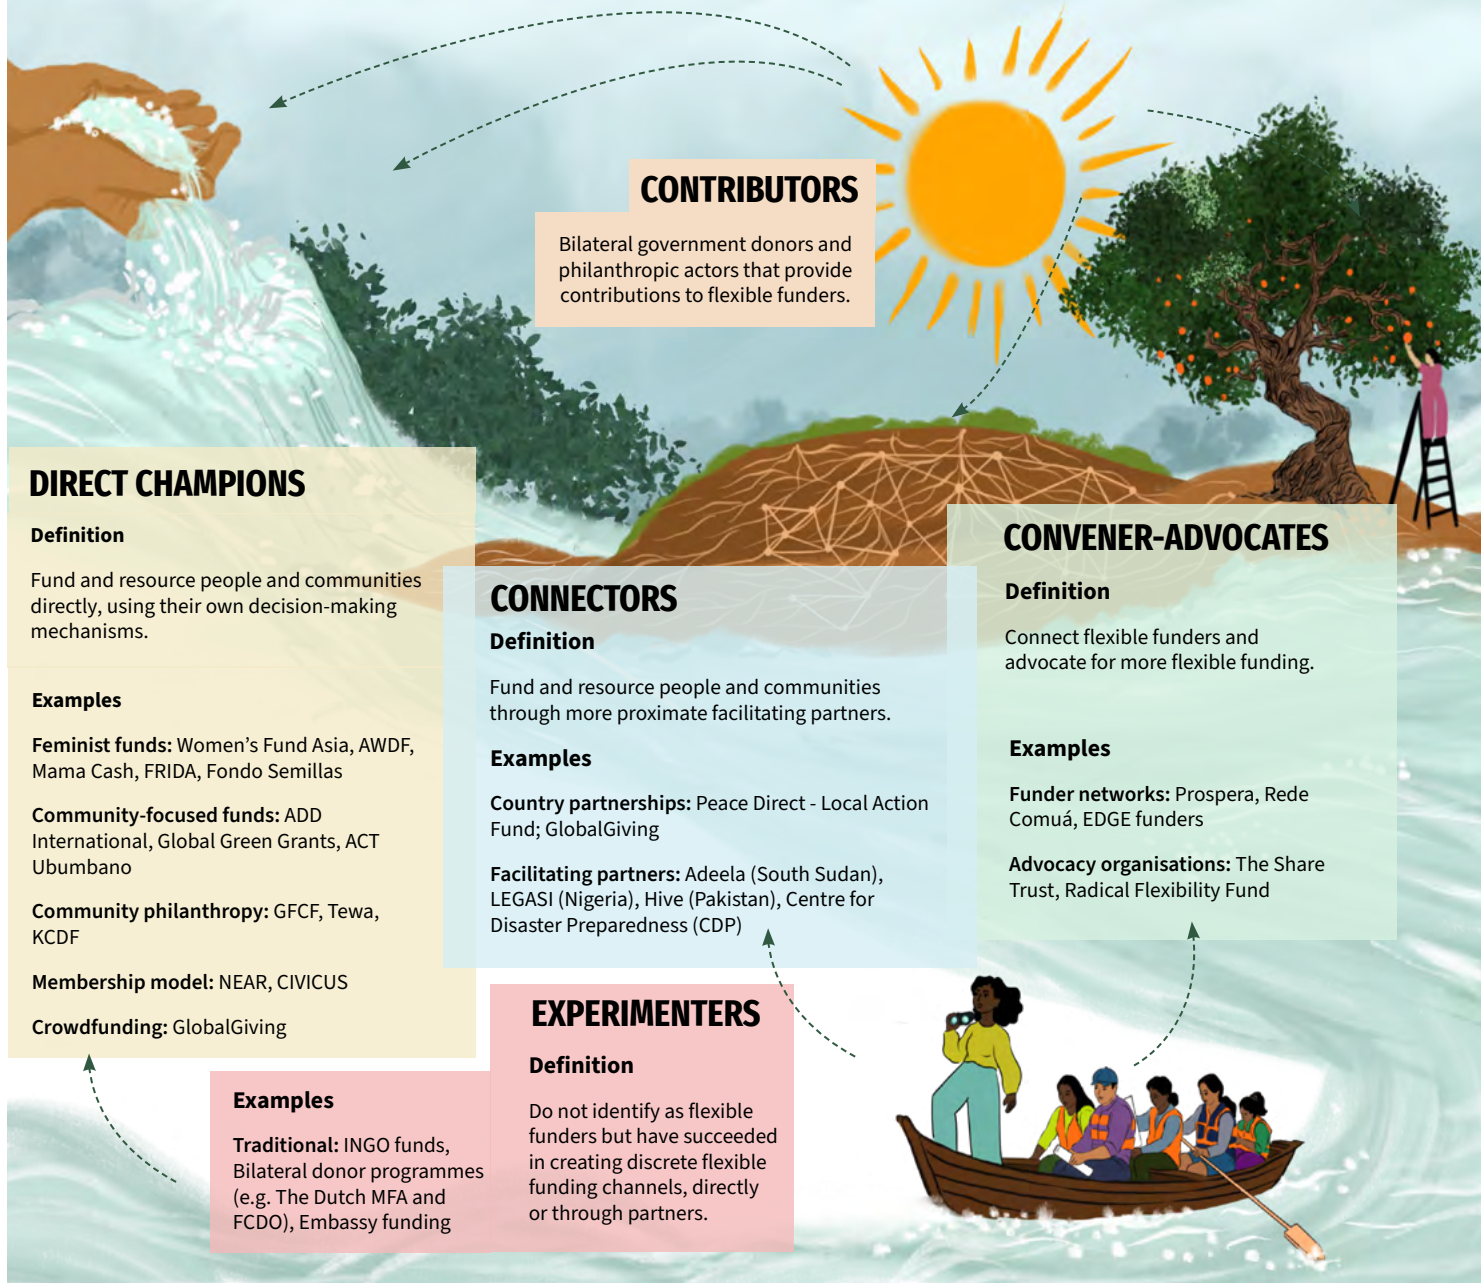 CONTRIBUTORS
Bilateral government donors and
philanthropic actors that provide
contributions to flexible funders.
DIRECT CHAMPIONS
Definition
Fund and resource people and communities
directly, using their own decision-making
mechanisms.
Examples
Feminist funds: Women’s Fund Asia, AWDF,
Mama Cash, FRIDA, Fondo Semillas
Community-focused funds: ADD
International, Global Green Grants, ACT
Ubumbano
Community philanthropy: GFCF, Tewa,
KCDF
Membership model: NEAR, CIVICUS
Crowdfunding: GlobalGiving
CONNECTORS
Definition
Fund and resource people and communities
through more proximate facilitating partners.
Examples
Country partnerships: Peace Direct - Local Action
Fund; GlobalGiving
Facilitating partners: Adeela (South Sudan),
LEGASI (Nigeria), Hive (Pakistan), Centre for
Disaster Preparedness (CDP)
CONVENER-ADVOCATES
Definition
Connect flexible funders and
advocate for more flexible funding.
Examples
Funder networks: Prospera, Rede
Comuá, EDGE funders
Advocacy organisations: The Share
Trust, Radical Flexibility Fund
EXPERIMENTERS
Definition
Do not identify as flexible
funders but have succeeded
in creating discrete flexible
funding channels, directly
or through partners.
Examples
Traditional: INGO funds,
Bilateral donor programmes
(e.g. The Dutch MFA and
FCDO), Embassy funding